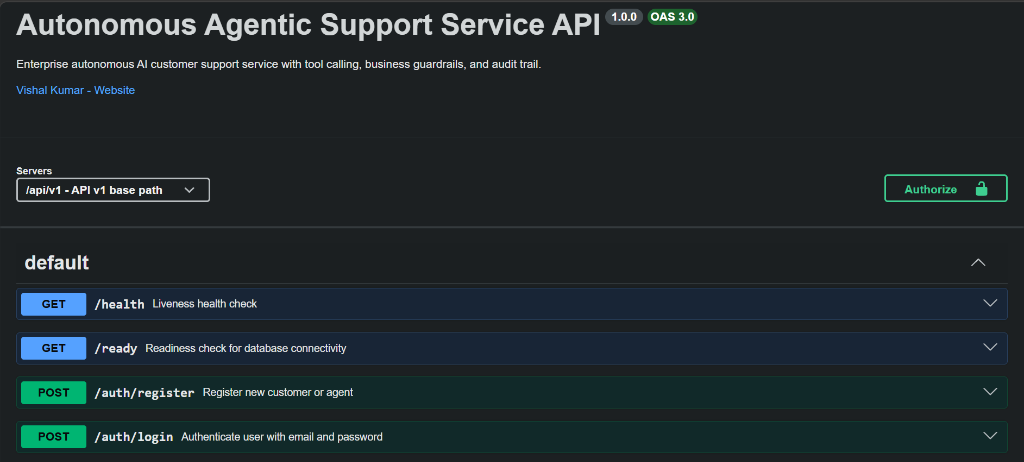 Autonomous Agentic Support Service API 1.0.0 OAS 3.0
Enterprise autonomous AI customer support service with tool calling, business guardrails, and audit trail.
Vishal Kumar - Website
Servers
/api/v1 - API v1 base path
Authorize
default
GET /health Liveness health check
GET /ready Readiness check for database connectivity
POST /auth/register Register new customer or agent
POST /auth/login Authenticate user with email and password